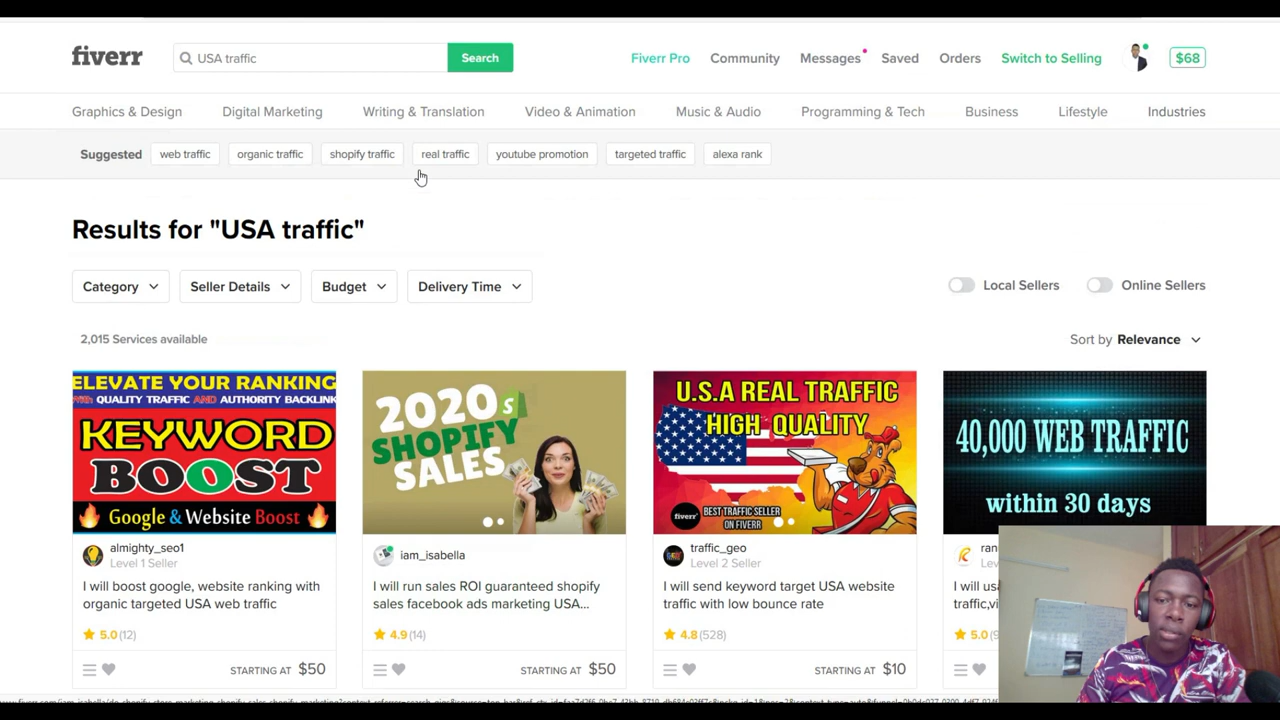 fiverr
USA traffic
Search
Fiverr Pro
Community
Messages
Saved
Orders
Switch to Selling
$68
Graphics & Design
Digital Marketing
Writing & Translation
Video & Animation
Music & Audio
Programming & Tech
Business
Lifestyle
Industries
Suggested
web traffic
organic traffic
shopify traffic
real traffic
youtube promotion
targeted traffic
alexa rank
Results for "USA traffic"
Category
Seller Details
Budget
Delivery Time
Local Sellers
Online Sellers
2,015 Services available
Sort by Relevance
ELEVATE YOUR RANKING
With QUALITY TRAFFIC AND AUTHORITY BACKLINK
KEYWORD
BOOST
Google & Website Boost
almighty_seo1
Level 1 Seller
I will boost google, website ranking with
organic targeted USA web traffic
5.0 (12)
STARTING AT $50
2020s
SHOPIFY
SALES
iam_isabella
I will run sales ROI guaranteed shopify
sales facebook ads marketing USA...
4.9 (14)
STARTING AT $50
U.S.A REAL TRAFFIC
HIGH QUALITY
fiverr
BEST TRAFFIC SELLER
ON FIVERR
traffic_geo
Level 2 Seller
I will send keyword target USA website
traffic with low bounce rate
4.8 (528)
STARTING AT $10
40,000 WEB TRAFFIC
within 30 days
ran
Lev
I will us
traffic,vi
5.0